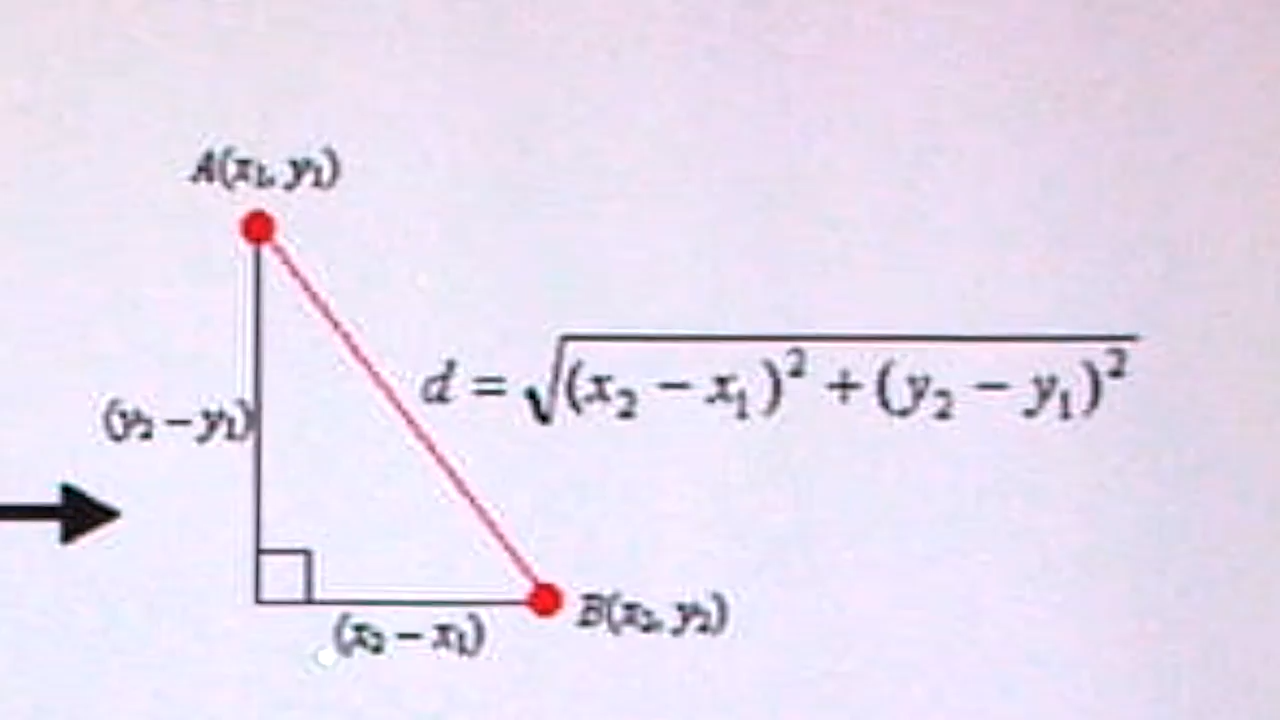 A(x₁, y₁)
d = √(x₂ − x₁)² + (y₂ − y₁)²
(y₂ − y₁)
B(x₂, y₂)
(x₂ − x₁)